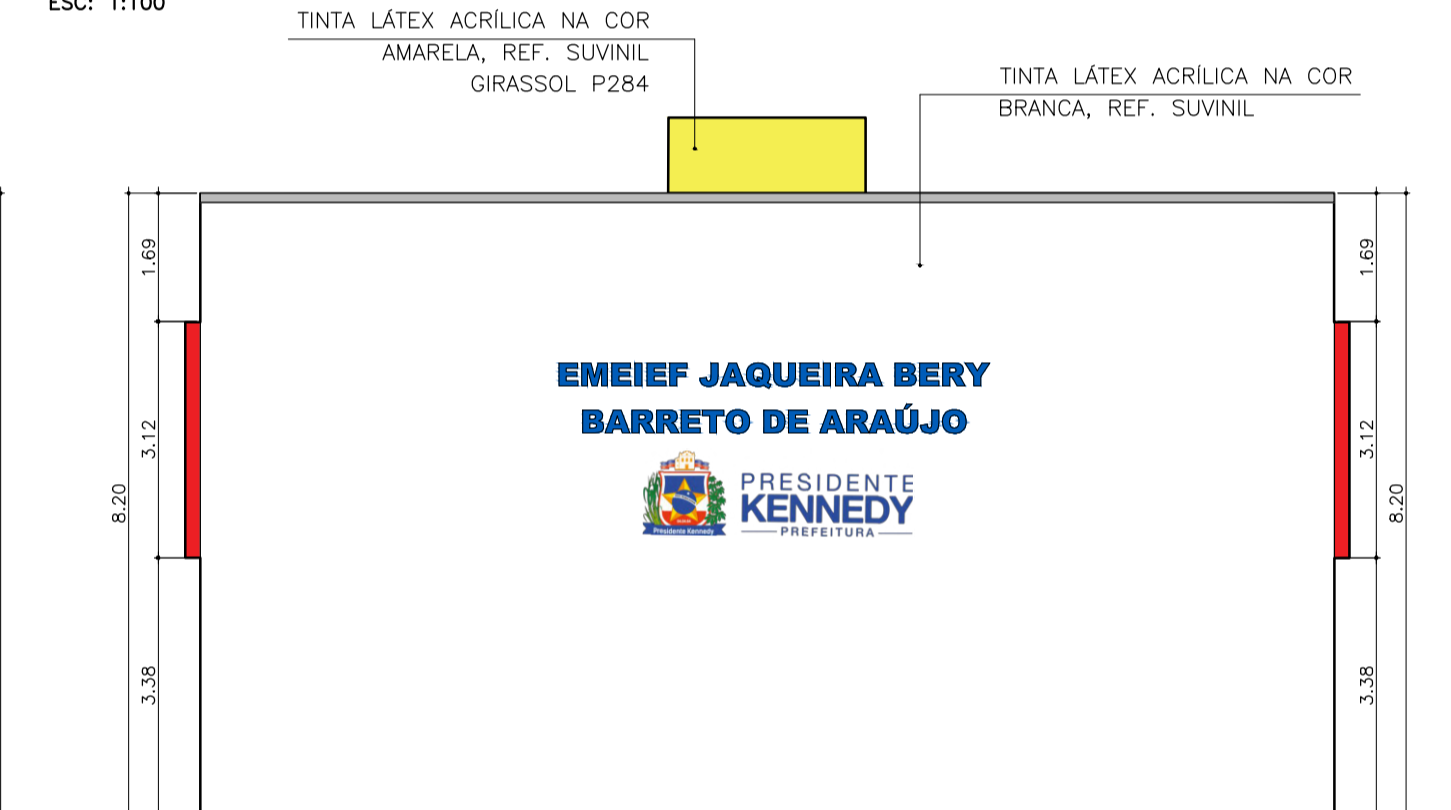 ESC: 1:100
TINTA LÁTEX ACRÍLICA NA COR
AMARELA, REF. SUVINIL
GIRASSOL P284
TINTA LÁTEX ACRÍLICA NA COR
BRANCA, REF. SUVINIL
1.69
1.69
EMEIEF JAQUEIRA BERY
BARRETO DE ARAÚJO
3.12
3.12
8.20
8.20
PRESIDENTE
KENNEDY
PREFEITURA
Presidente Kennedy
3.38
3.38